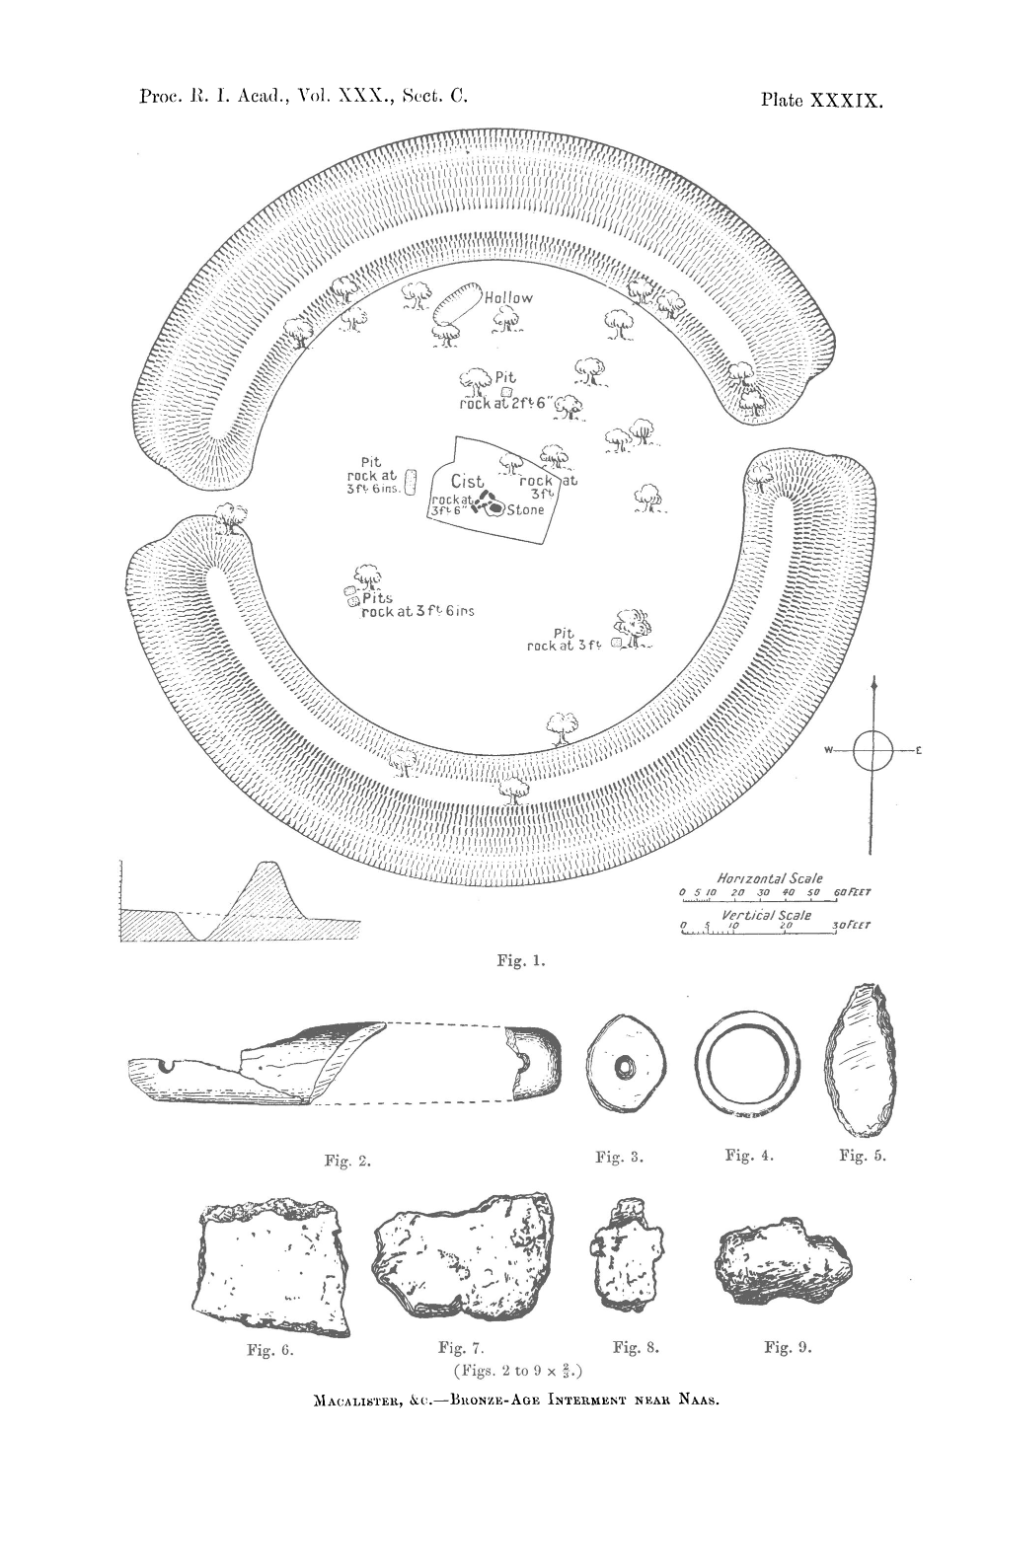 Proc. R. I. Acad., Vol. XXX., Sect. C.
Plate XXXIX.
Hollow
Pit
rock at 2ft 6"
Pit
rock at
3ft 6ins.
Cist
rock at
3ft
rock at
3ft 6"
Stone
Pits
rock at 3ft 6ins
Pit
rock at 3ft
W
E
Horizontal Scale
0 5 10 20 30 40 50 60 FEET
Vertical Scale
0 5 10 20 30 FEET
Fig. 1.
Fig. 2.
Fig. 3.
Fig. 4.
Fig. 5.
Fig. 6.
Fig. 7.
Fig. 8.
Fig. 9.
(Figs. 2 to 9 × ⅔.)
Macalister, &c.—Bronze-Age Interment near Naas.